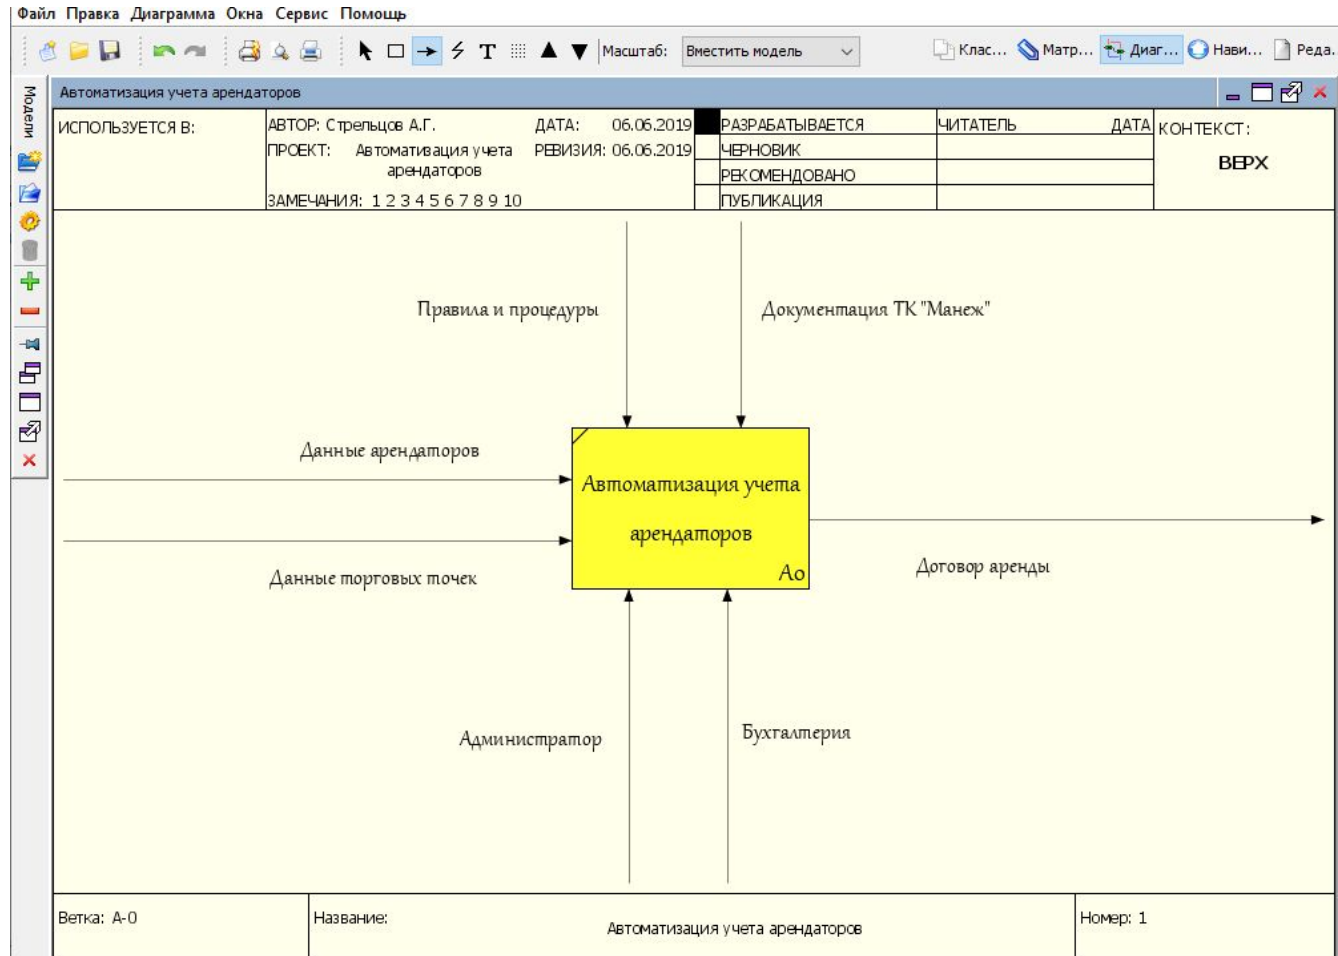 Файл Правка Диаграмма Окна Сервис Помощь
T Масштаб: Вместить модель Клас... Матр... Диаг... Нави... Реда.
Модели
Автоматизация учета арендаторов
ИСПОЛЬЗУЕТСЯ В:
АВТОР: Стрельцов А.Г. ДАТА: 06.06.2019
ПРОЕКТ: Автоматизация учета РЕВИЗИЯ: 06.06.2019
арендаторов
ЗАМЕЧАНИЯ: 1 2 3 4 5 6 7 8 9 10
РАЗРАБАТЫВАЕТСЯ
ЧЕРНОВИК
РЕКОМЕНДОВАНО
ПУБЛИКАЦИЯ
ЧИТАТЕЛЬ ДАТА
КОНТЕКСТ:
ВЕРХ
Правила и процедуры
Документация ТК "Манеж"
Данные арендаторов
Автоматизация учета
арендаторов
A0
Данные торговых точек
Договор аренды
Администратор
Бухгалтерия
Ветка: A-0
Название:
Автоматизация учета арендаторов
Номер: 1